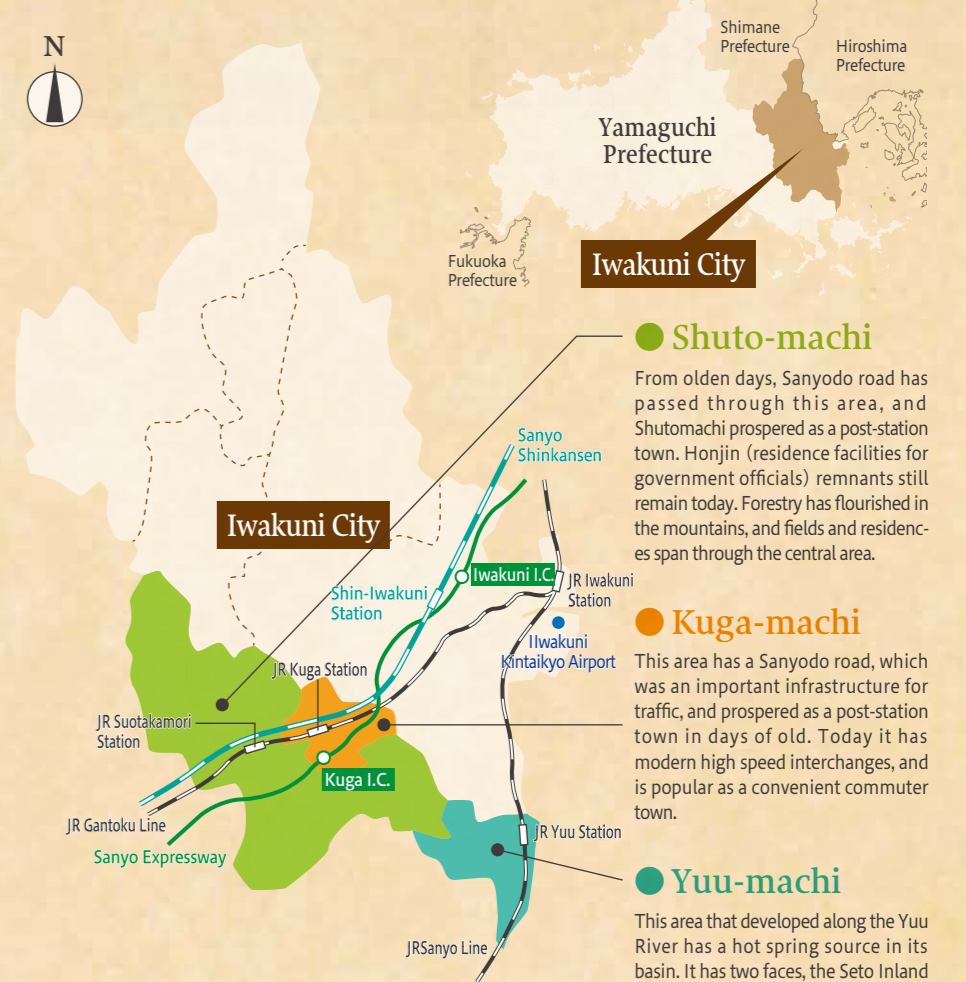 N
Shimane
Prefecture
Hiroshima
Prefecture
Yamaguchi
Prefecture
Fukuoka
Prefecture
Iwakuni City
Iwakuni City
Sanyo
Shinkansen
Iwakuni I.C.
JR Iwakuni
Station
Shin-Iwakuni
Station
IIwakuni
Kintaikyo Airport
JR Kuga Station
JR Suotakamori
Station
Kuga I.C.
JR Gantoku Line
Sanyo Expressway
JR Yuu Station
JRSanyo Line
Shuto-machi
From olden days, Sanyodo road has
passed through this area, and
Shutomachi prospered as a post-station
town. Honjin (residence facilities for
government officials) remnants still
remain today. Forestry has flourished in
the mountains, and fields and residenc-
es span through the central area.
Kuga-machi
This area has a Sanyodo road, which
was an important infrastructure for
traffic, and prospered as a post-station
town in days of old. Today it has
modern high speed interchanges, and
is popular as a convenient commuter
town.
Yuu-machi
This area that developed along the Yuu
River has a hot spring source in its
basin. It has two faces, the Seto Inland